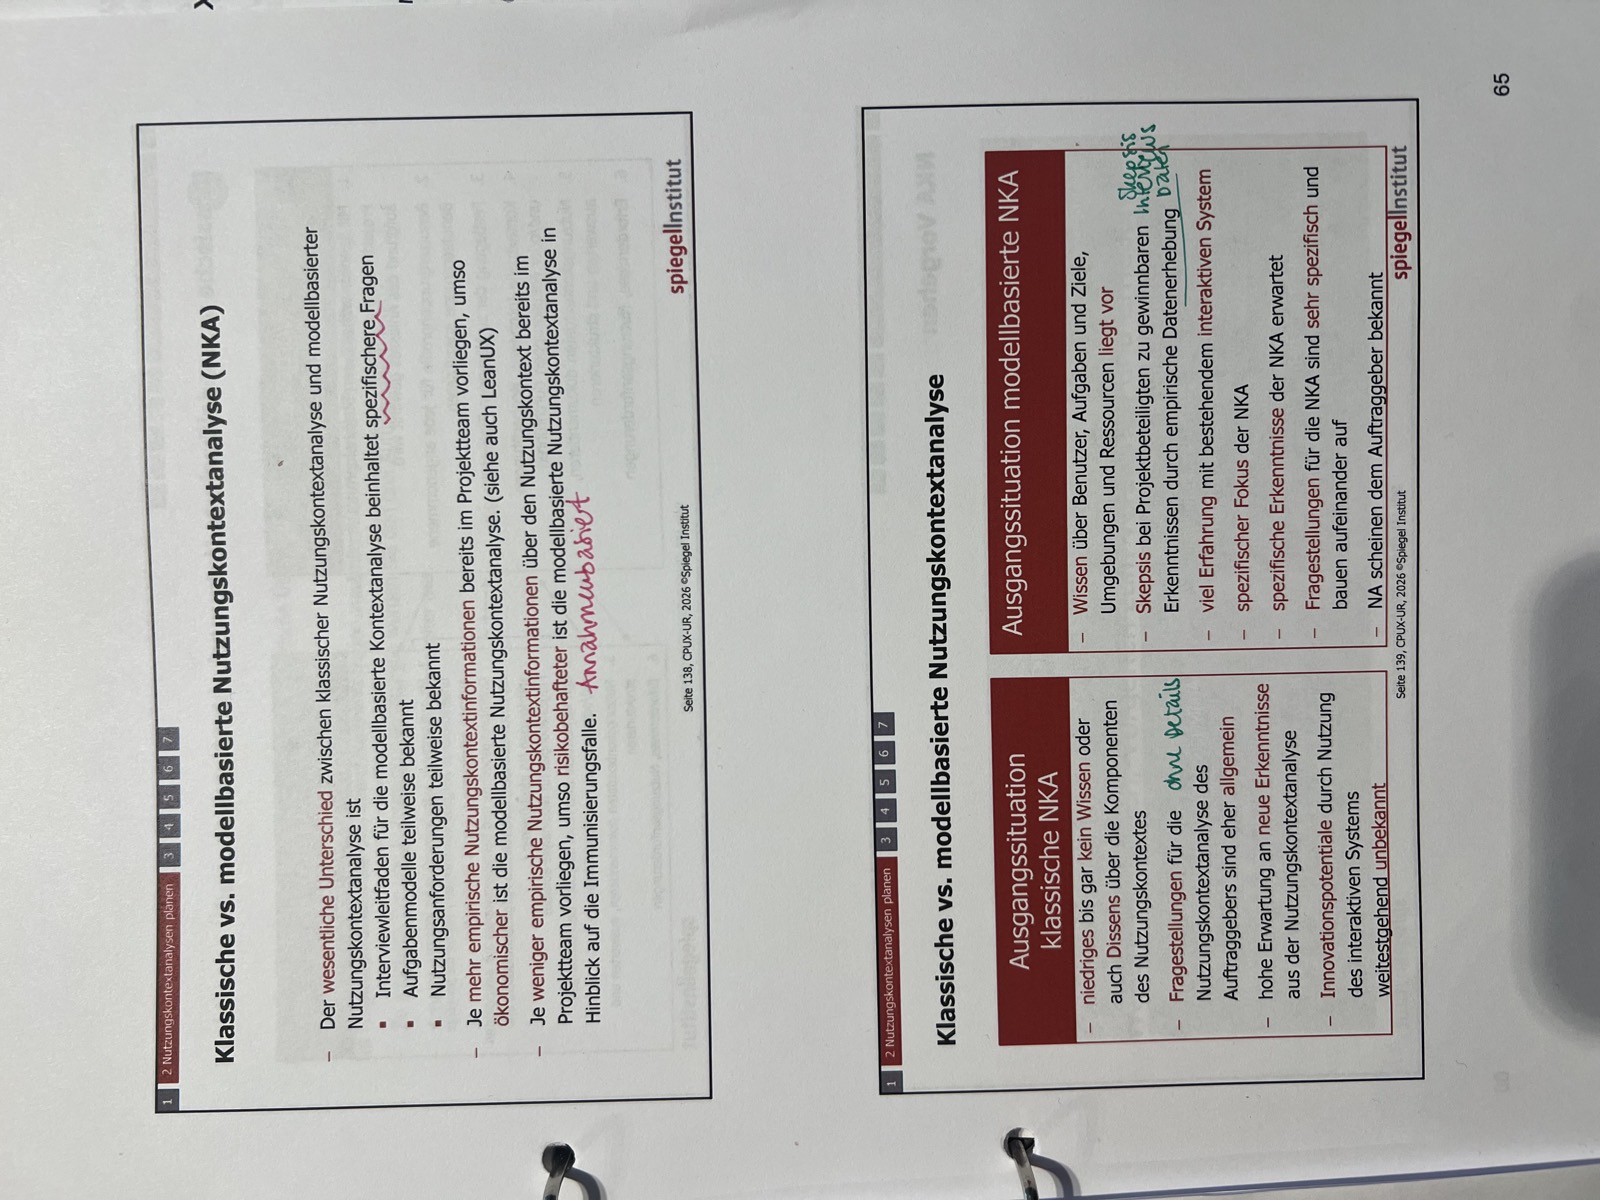 1 2 Nutzungskontextanalysen planen 3 4 5 6 7
Klassische vs. modellbasierte Nutzungskontextanalyse (NKA)
– Der wesentliche Unterschied zwischen klassischer Nutzungskontextanalyse und modellbasierter
Nutzungskontextanalyse ist
▪ Interviewleitfaden für die modellbasierte Kontextanalyse beinhaltet spezifischere Fragen
▪ Aufgabenmodelle teilweise bekannt
▪ Nutzungsanforderungen teilweise bekannt
– Je mehr empirische Nutzungskontextinformationen bereits im Projektteam vorliegen, umso
ökonomischer ist die modellbasierte Nutzungskontextanalyse. (siehe auch LeanUX)
– Je weniger empirische Nutzungskontextinformationen über den Nutzungskontext bereits im
Projektteam vorliegen, umso risikobehafteter ist die modellbasierte Nutzungskontextanalyse in
Hinblick auf die Immunisierungsfalle. Annahmenbasiert
Seite 138, CPUX-UR, 2026 ©Spiegel Institut
spiegelInstitut
1 2 Nutzungskontextanalysen planen 3 4 5 6 7
Klassische vs. modellbasierte Nutzungskontextanalyse
Ausgangssituation
klassische NKA
– niedriges bis gar kein Wissen oder
auch Dissens über die Komponenten
des Nutzungskontextes
– Fragestellungen für die ohne Details
Nutzungskontextanalyse des
Auftraggebers sind eher allgemein
– hohe Erwartung an neue Erkenntnisse
aus der Nutzungskontextanalyse
– Innovationspotentiale durch Nutzung
des interaktiven Systems
weitestgehend unbekannt
Ausgangssituation modellbasierte NKA
– Wissen über Benutzer, Aufgaben und Ziele,
Umgebungen und Ressourcen liegt vor
– Skepsis bei Projektbeteiligten zu gewinnbaren
Erkenntnissen durch empirische Datenerhebung
Skepsis
Interviews
Daten
– viel Erfahrung mit bestehendem interaktiven System
– spezifischer Fokus der NKA
– spezifische Erkenntnisse der NKA erwartet
– Fragestellungen für die NKA sind sehr spezifisch und
bauen aufeinander auf
– NA scheinen dem Auftraggeber bekannt
Seite 139, CPUX-UR, 2026 ©Spiegel Institut
spiegelInstitut
65